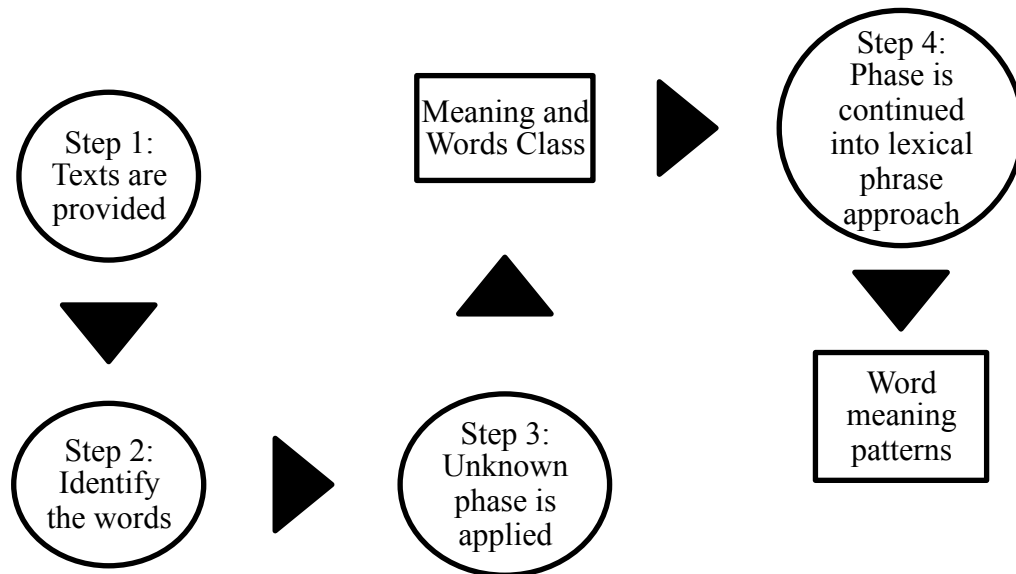 Step 1:
Texts are
provided
Step 2:
Identify
the words
Step 3:
Unknown
phase is
applied
Meaning and
Words Class
Step 4:
Phase is
continued
into lexical
phrase
approach
Word
meaning
patterns